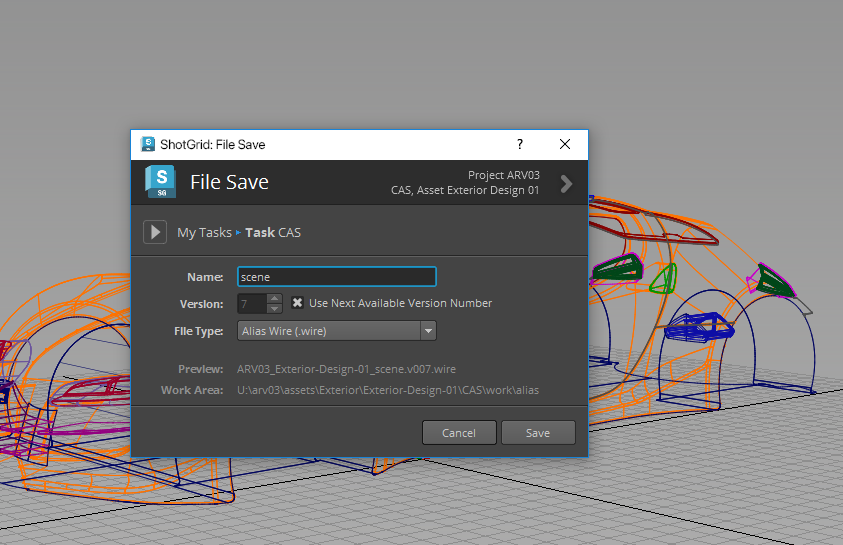 ShotGrid: File Save
?
S
SG
File Save
Project ARV03
CAS, Asset Exterior Design 01
My Tasks ▸ Task CAS
Name: scene
Version: 7 Use Next Available Version Number
File Type: Alias Wire (.wire)
Preview: ARV03_Exterior-Design-01_scene.v007.wire
Work Area: U:\arv03\assets\Exterior\Exterior-Design-01\CAS\work\alias
Cancel Save